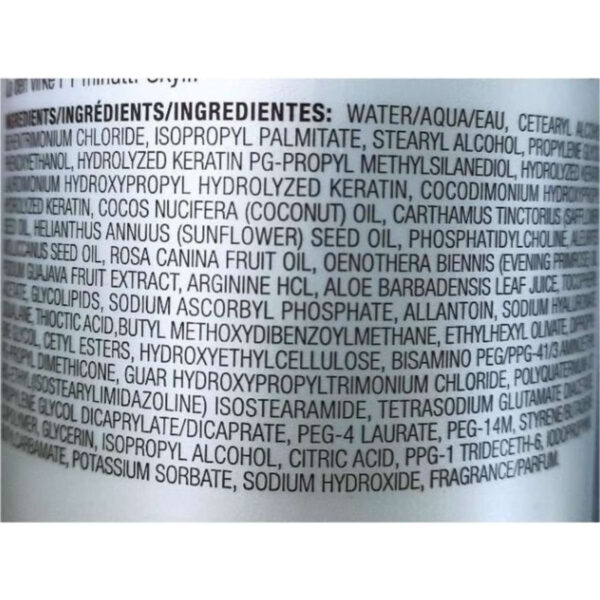 1 minutt.
INGREDIENTS/INGRÉDIENTS/INGREDIENTES: WATER/AQUA/EAU, CETEARYL
CHLORIDE, ISOPROPYL PALMITATE, STEARYL ALCOHOL, PROPYLENE
HYDROLYZED KERATIN PG-PROPYL METHYLSILANEDIOL, HYDROLYZED
HYDROXYPROPYL HYDROLYZED KERATIN, COCODIMONIUM
KERATIN, COCOS NUCIFERA (COCONUT) OIL, CARTHAMUS TINCTORIUS
OIL, HELIANTHUS ANNUUS (SUNFLOWER) SEED OIL, PHOSPHATIDYLCHOLINE,
SEED OIL, ROSA CANINA FRUIT OIL, OENOTHERA BIENNIS (EVENING PRIMROSE)
GUAJAVA FRUIT EXTRACT, ARGININE HCL, ALOE BARBADENSIS LEAF JUICE,
GLYCOLIPIDS, SODIUM ASCORBYL PHOSPHATE, ALLANTOIN, SODIUM
THIOCTIC ACID,BUTYL METHOXYDIBENZOYLMETHANE, ETHYLHEXYL OLIVATE,
GLYCOL, CETYL ESTERS, HYDROXYETHYLCELLULOSE, BISAMINO PEG/PPG-41/3
DIMETHICONE, GUAR HYDROXYPROPYLTRIMONIUM CHLORIDE,
ISOSTEARAMIDE, TETRASODIUM GLUTAMATE
GLYCOL DICAPRYLATE/DICAPRATE, PEG-4 LAURATE, PEG-14M,
GLYCERIN, ISOPROPYL ALCOHOL, CITRIC ACID, PPG-1 TRIDECETH-6,
POTASSIUM SORBATE, SODIUM HYDROXIDE, FRAGRANCE/PARFUM.